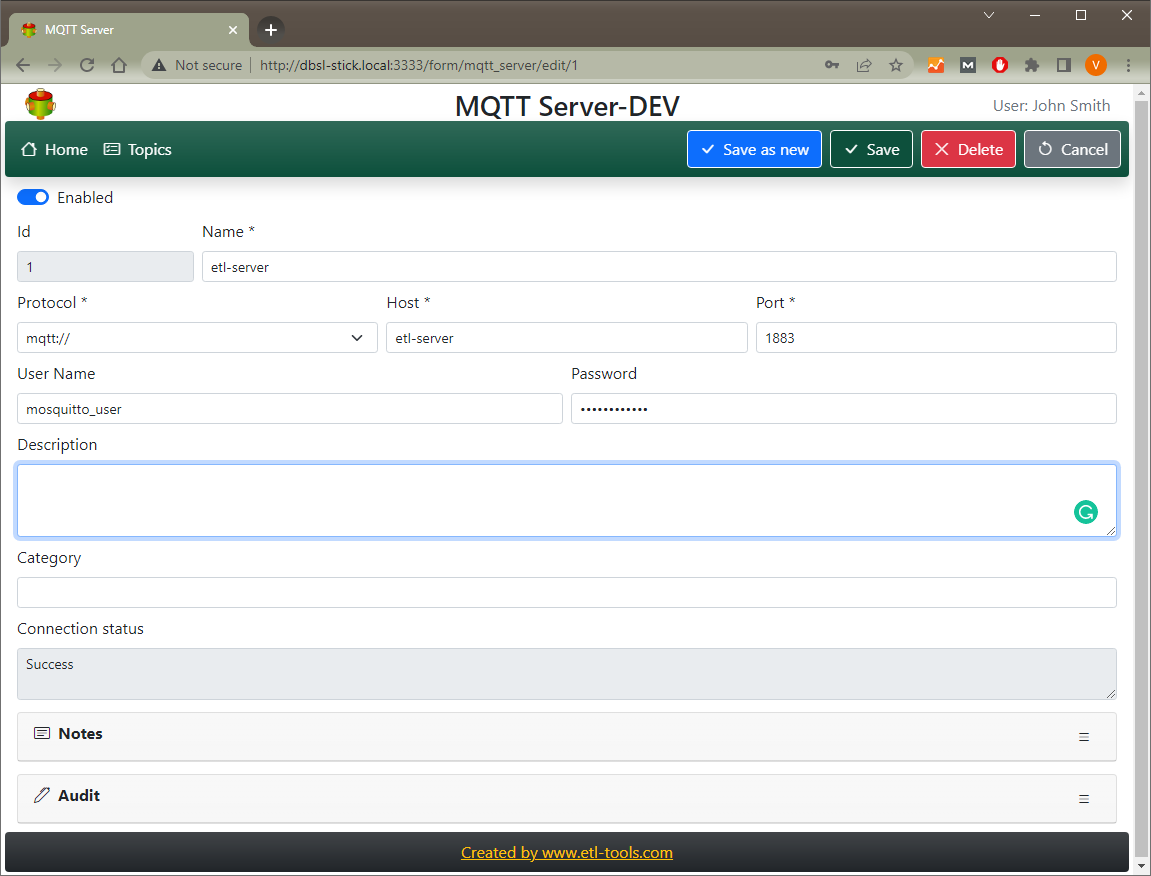 MQTT Server
Not secure http://dbsl-stick.local:3333/form/mqtt_server/edit/1
M
V
MQTT Server-DEV
User: John Smith
Home Topics Save as new Save Delete Cancel
Enabled
Id Name *
1 etl-server
Protocol * Host * Port *
mqtt:// etl-server 1883
User Name Password
mosquitto_user ••••••••••••
Description
Category
Connection status
Success
Notes
Audit
Created by www.etl-tools.com